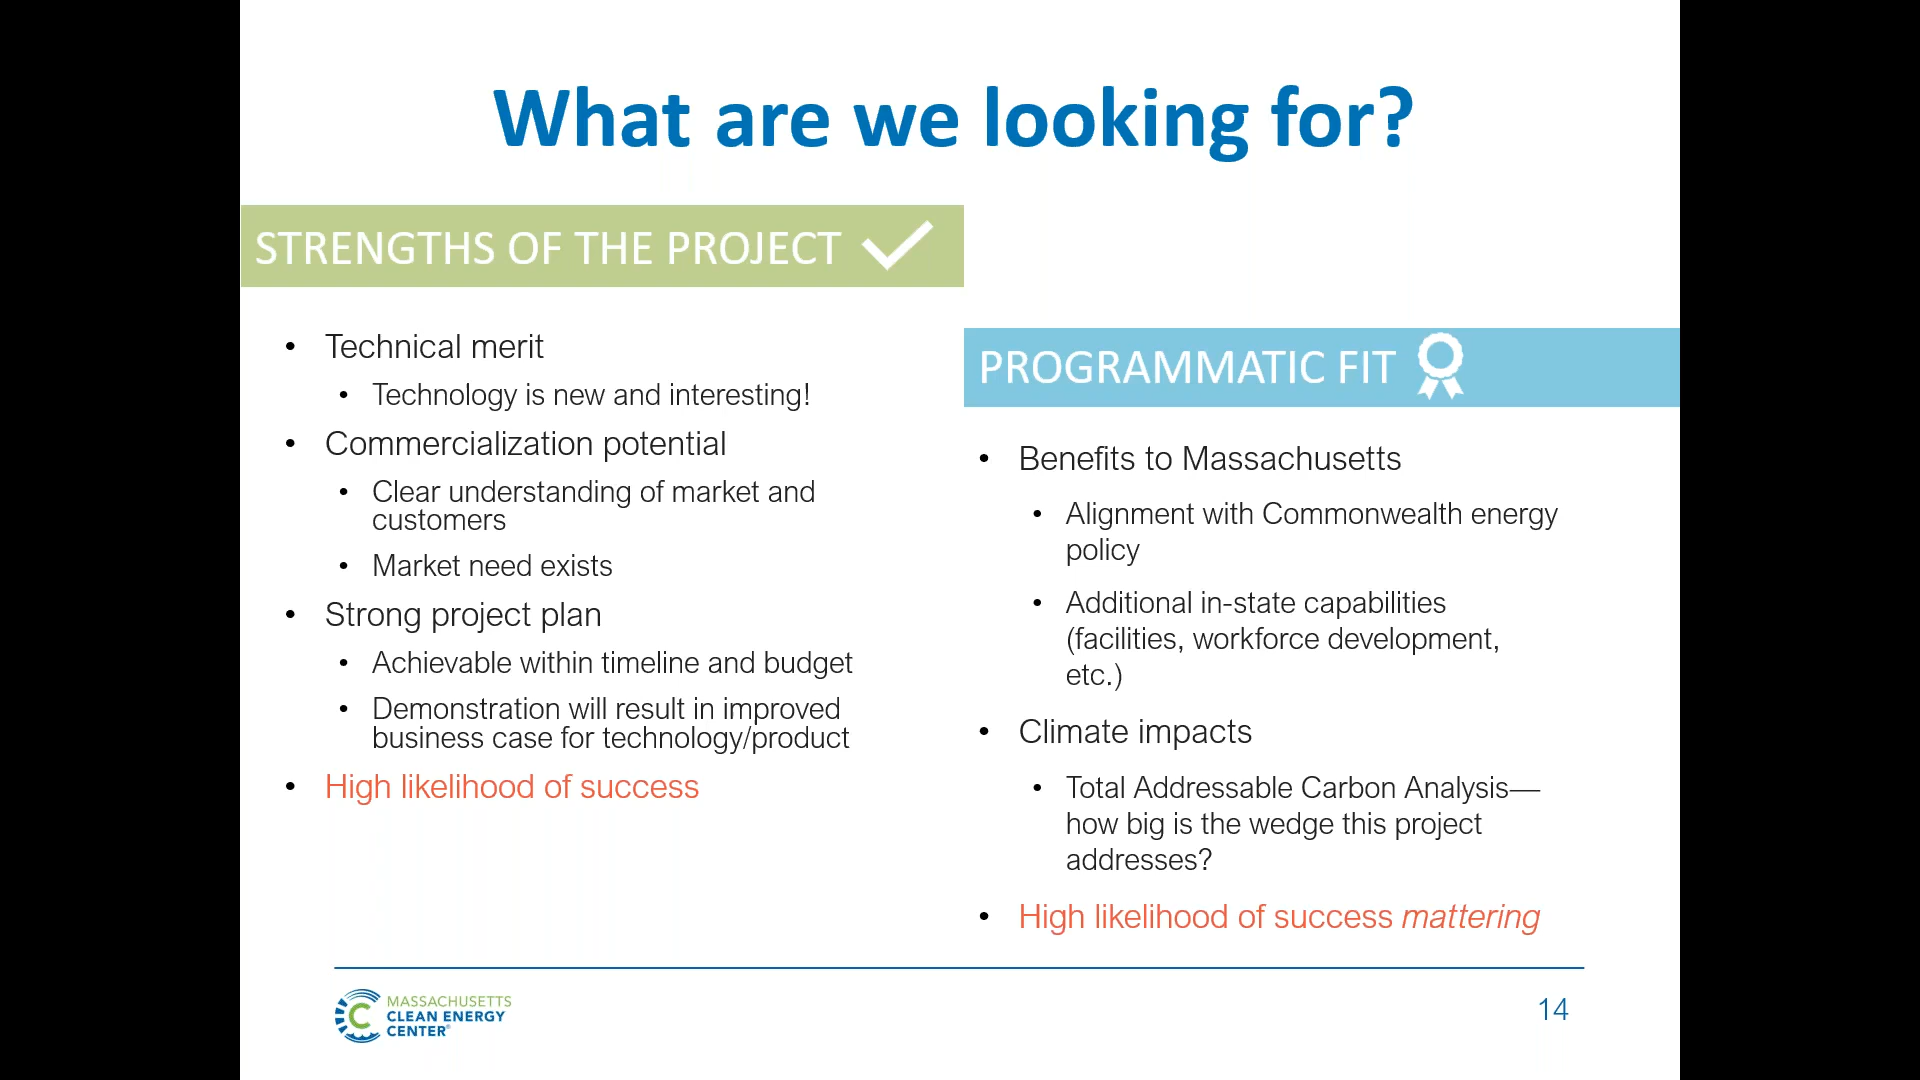 What are we looking for?
STRENGTHS OF THE PROJECT
• Technical merit
• Technology is new and interesting!
• Commercialization potential
• Clear understanding of market and
customers
• Market need exists
• Strong project plan
• Achievable within timeline and budget
• Demonstration will result in improved
business case for technology/product
• High likelihood of success
PROGRAMMATIC FIT
• Benefits to Massachusetts
• Alignment with Commonwealth energy
policy
• Additional in-state capabilities
(facilities, workforce development,
etc.)
• Climate impacts
• Total Addressable Carbon Analysis—
how big is the wedge this project
addresses?
• High likelihood of success mattering
MASSACHUSETTS
CLEAN ENERGY
CENTER®
14